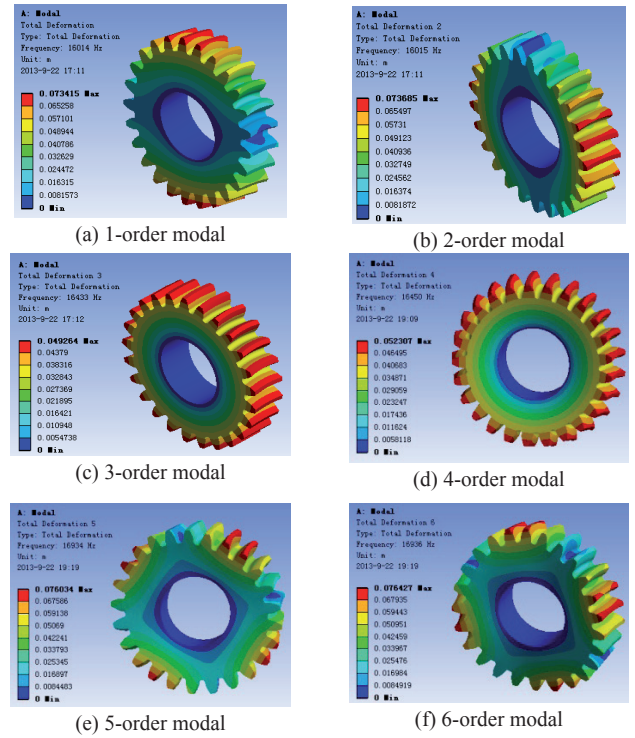 A: Modal
Total Deformation
Type: Total Deformation
Frequency: 16014 Hz
Unit: m
2013-9-22 17:11
0.073415 Max
0.065258
0.057101
0.048944
0.040786
0.032629
0.024472
0.016315
0.0081573
0 Min
(a) 1-order modal
A: Modal
Total Deformation 2
Type: Total Deformation
Frequency: 16015 Hz
Unit: m
2013-9-22 17:11
0.073685 Max
0.065497
0.05731
0.049123
0.040936
0.032749
0.024562
0.016374
0.0081872
0 Min
(b) 2-order modal
A: Modal
Total Deformation 3
Type: Total Deformation
Frequency: 16433 Hz
Unit: m
2013-9-22 17:12
0.049264 Max
0.04379
0.038316
0.032843
0.027369
0.021895
0.016421
0.010948
0.0054738
0 Min
(c) 3-order modal
A: Modal
Total Deformation 4
Type: Total Deformation
Frequency: 16450 Hz
Unit: m
2013-9-22 19:09
0.052307 Max
0.046495
0.040683
0.034871
0.029059
0.023247
0.017436
0.011624
0.0058118
0 Min
(d) 4-order modal
A: Modal
Total Deformation 5
Type: Total Deformation
Frequency: 16934 Hz
Unit: m
2013-9-22 19:19
0.076034 Max
0.067586
0.059138
0.05069
0.042241
0.033793
0.025345
0.016897
0.0084483
0 Min
(e) 5-order modal
A: Modal
Total Deformation 6
Type: Total Deformation
Frequency: 16936 Hz
Unit: m
2013-9-22 19:19
0.076427 Max
0.067935
0.059443
0.050951
0.042459
0.033967
0.025476
0.016984
0.0084919
0 Min
(f) 6-order modal